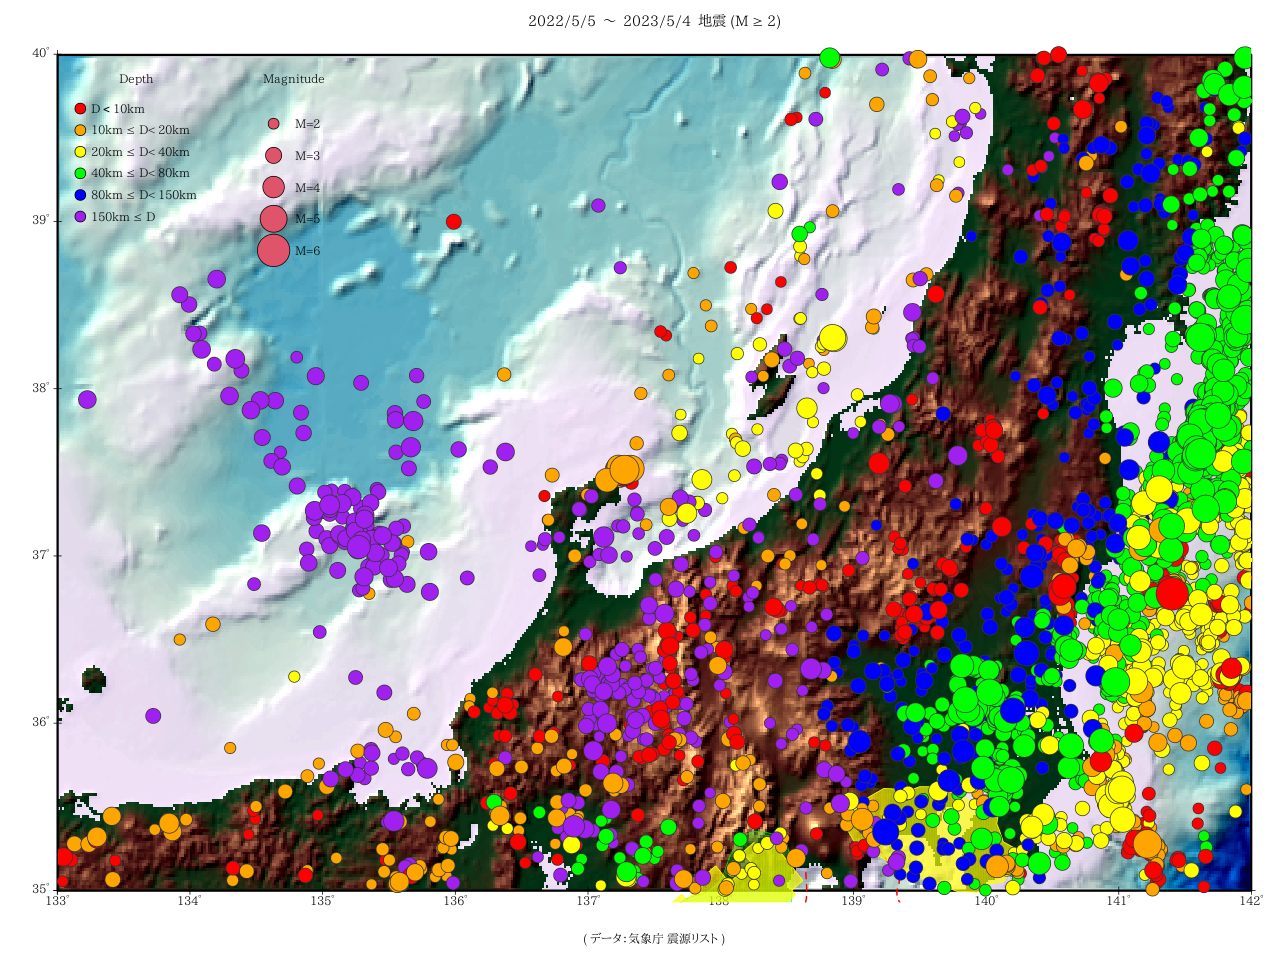 2022/5/5 ～ 2023/5/4 地震 (M ≥ 2)
40°
39°
38°
37°
36°
35°
Depth
D < 10km
10km ≤ D< 20km
20km ≤ D< 40km
40km ≤ D< 80km
80km ≤ D< 150km
150km ≤ D
Magnitude
M=2
M=3
M=4
M=5
M=6
133° 134° 135° 136° 137° 138° 139° 140° 141° 142°
( データ: 気象庁 震源リスト )